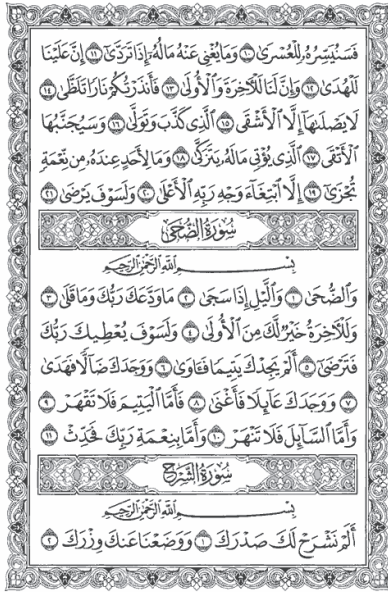 فَسَنُيَسِّرُهُۥ لِلْعُسْرَىٰ ١٠ وَمَا يُغْنِى عَنْهُ مَالُهُۥٓ إِذَا تَرَدَّىٰٓ ١١ إِنَّ عَلَيْنَا
لَلْهُدَىٰ ١٢ وَإِنَّ لَنَا لَلْءَاخِرَةَ وَٱلْأُولَىٰ ١٣ فَأَنذَرْتُكُمْ نَارًا تَلَظَّىٰ ١٤
لَا يَصْلَىٰهَآ إِلَّا ٱلْأَشْقَى ١٥ ٱلَّذِى كَذَّبَ وَتَوَلَّىٰ ١٦ وَسَيُجَنَّبُهَا
ٱلْأَتْقَى ١٧ ٱلَّذِى يُؤْتِى مَالَهُۥ يَتَزَكَّىٰ ١٨ وَمَا لِأَحَدٍ عِندَهُۥ مِن نِّعْمَةٍ
تُجْزَىٰٓ ١٩ إِلَّا ٱبْتِغَآءَ وَجْهِ رَبِّهِ ٱلْأَعْلَىٰ ٢٠ وَلَسَوْفَ يَرْضَىٰ ٢١
سُورَةُ الضُّحَىٰ
بِسْمِ ٱللَّهِ ٱلرَّحْمَٰنِ ٱلرَّحِيمِ
وَٱلضُّحَىٰ ١ وَٱلَّيْلِ إِذَا سَجَىٰ ٢ مَا وَدَّعَكَ رَبُّكَ وَمَا قَلَىٰ ٣
وَلَلْءَاخِرَةُ خَيْرٌ لَّكَ مِنَ ٱلْأُولَىٰ ٤ وَلَسَوْفَ يُعْطِيكَ رَبُّكَ
فَتَرْضَىٰٓ ٥ أَلَمْ يَجِدْكَ يَتِيمًا فَـَٔاوَىٰ ٦ وَوَجَدَكَ ضَآلًّا فَهَدَىٰ
٧ وَوَجَدَكَ عَآئِلًا فَأَغْنَىٰ ٨ فَأَمَّا ٱلْيَتِيمَ فَلَا تَقْهَرْ ٩
وَأَمَّا ٱلسَّآئِلَ فَلَا تَنْهَرْ ١٠ وَأَمَّا بِنِعْمَةِ رَبِّكَ فَحَدِّثْ ١١
سُورَةُ الشَّرْحِ
بِسْمِ ٱللَّهِ ٱلرَّحْمَٰنِ ٱلرَّحِيمِ
أَلَمْ نَشْرَحْ لَكَ صَدْرَكَ ١ وَوَضَعْنَا عَنكَ وِزْرَكَ ٢